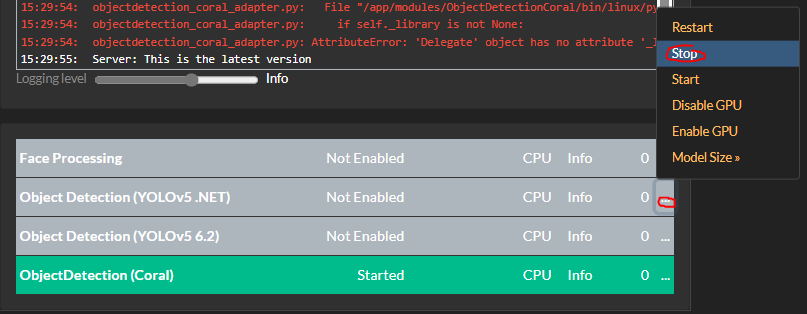 15:29:54: objectdetection_coral_adapter.py: File "/app/modules/ObjectDetectionCoral/bin/linux/py
15:29:54: objectdetection_coral_adapter.py: if self._library is not None:
15:29:54: objectdetection_coral_adapter.py: AttributeError: 'Delegate' object has no attribute '_l
15:29:55: Server: This is the latest version
Logging level Info
Restart
Stop
Start
Disable GPU
Enable GPU
Model Size »
Face Processing Not Enabled CPU Info 0
Object Detection (YOLOv5 .NET) Not Enabled CPU Info 0 ...
Object Detection (YOLOv5 6.2) Not Enabled CPU Info 0 ...
ObjectDetection (Coral) Started CPU Info 0 ...